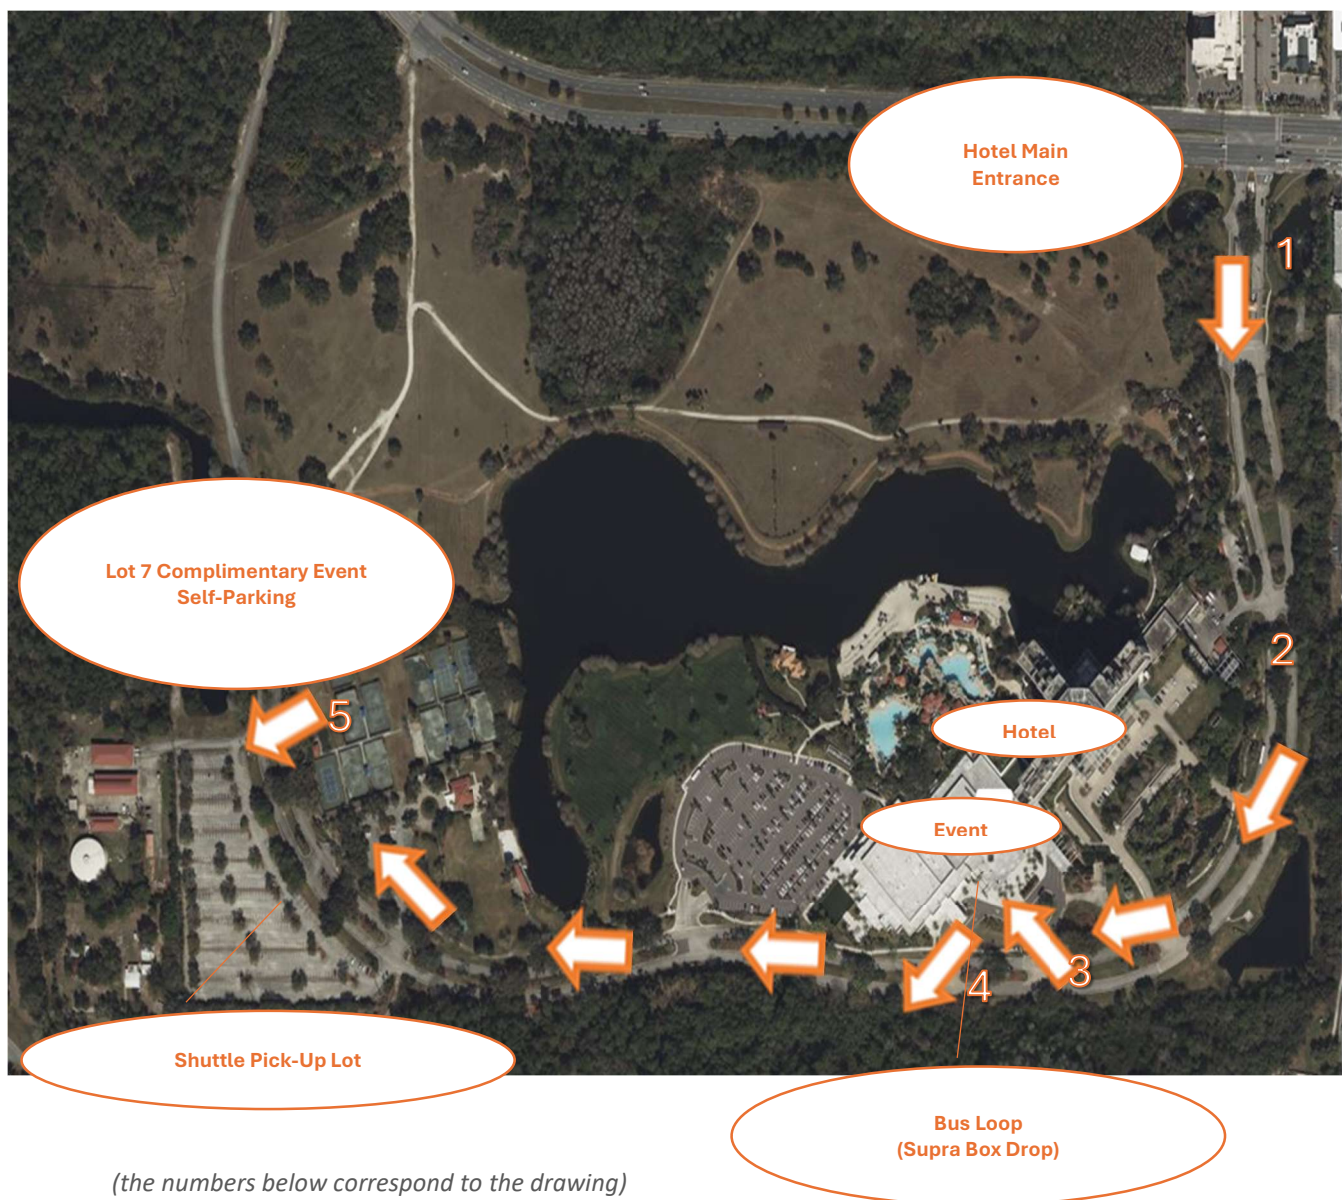 Hotel Main
Entrance
1
Lot 7 Complimentary Event
Self-Parking
2
5
Hotel
Event
3
4
Shuttle Pick-Up Lot
Bus Loop
(Supra Box Drop)
(the numbers below correspond to the drawing)